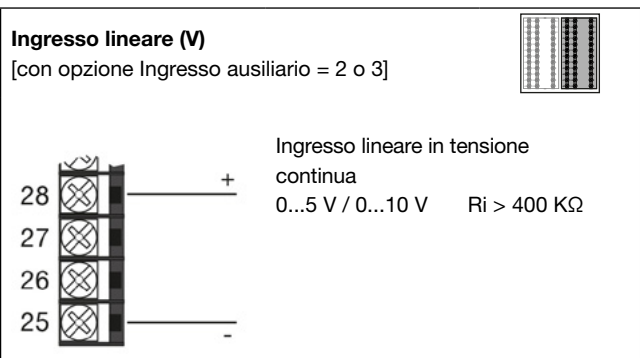 Ingresso lineare (V)
[con opzione Ingresso ausiliario = 2 o 3]
Ingresso lineare in tensione
continua
0...5 V / 0...10 V Ri > 400 KΩ
28 +
27
26
25 -